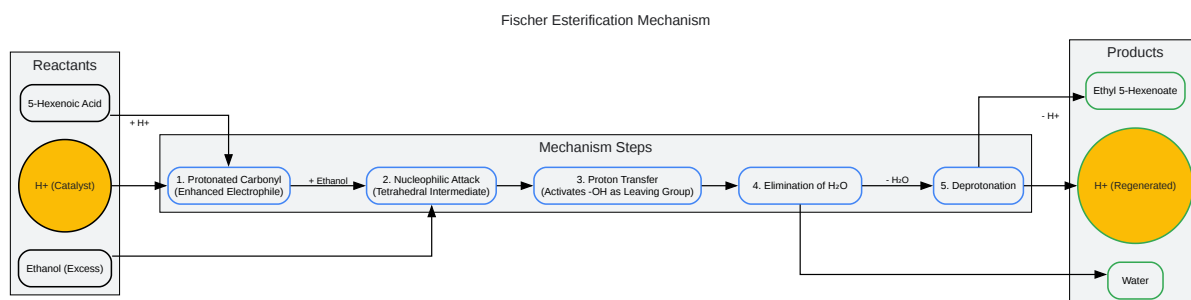 Fischer Esterification Mechanism
Reactants
5-Hexenoic Acid
H+ (Catalyst)
Ethanol (Excess)
+ H+
Mechanism Steps
1. Protonated Carbonyl
(Enhanced Electrophile)
+ Ethanol
2. Nucleophilic Attack
(Tetrahedral Intermediate)
3. Proton Transfer
(Activates -OH as Leaving Group)
4. Elimination of H₂O
- H₂O
5. Deprotonation
- H+
Products
Ethyl 5-Hexenoate
H+ (Regenerated)
Water